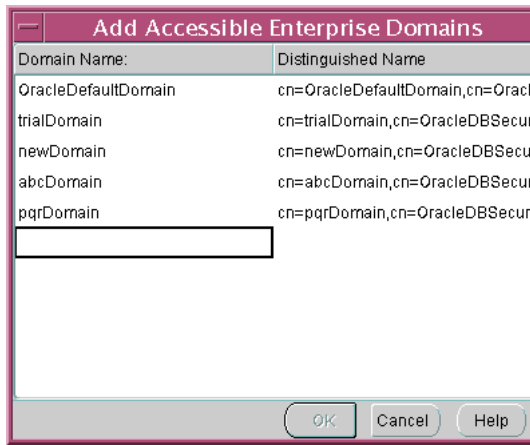 Add Accessible Enterprise Domains
Domain Name: Distinguished Name
OracleDefaultDomain cn=OracleDefaultDomain,cn=Oracl
trialDomain cn=trialDomain,cn=OracleDBSecur
newDomain cn=newDomain,cn=OracleDBSecu
abcDomain cn=abcDomain,cn=OracleDBSecur
pqrDomain cn=pqrDomain,cn=OracleDBSecur
OK Cancel Help